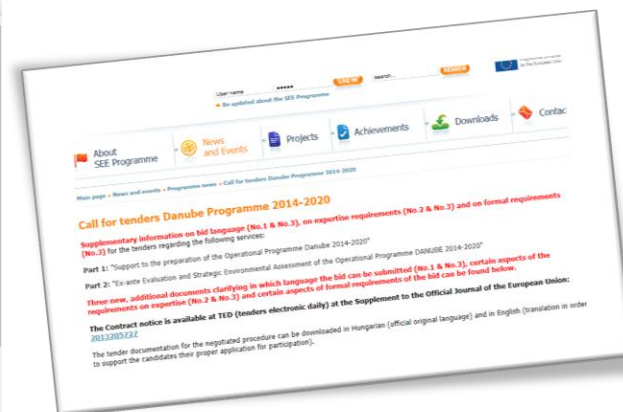 User name ***** LOG IN search... SEARCH
Be updated about the SEE Programme
by the European Union
About
SEE Programme
News
and Events
Projects
Achievements
Downloads
Contac
Main page » News and events » Programme news » Call for tenders Danube Programme 2014-2020
Call for tenders Danube Programme 2014-2020
Supplementary information on bid language (No.1 & No.3), on expertise requirements (No.2 & No.3) and on formal requirements
(No.3) for the tenders regarding the following services:
Part 1: "Support to the preparation of the Operational Programme Danube 2014-2020"
Part 2: "Ex-ante Evaluation and Strategic Environmental Assessment of the Operational Programme DANUBE 2014-2020"
Three new, additional documents clarifying in which language the bid can be submitted (No.1 & No.3), certain aspects of the
requirements on expertise (No.2 & No.3) and certain aspects of formal requirements of the bid can be found below.
The Contract notice is available at TED (tenders electronic daily) at the Supplement to the Official Journal of the European Union:
The tender documentation for the negotiated procedure can be downloaded in Hungarian (official original language) and in English (translation in order
to support the candidates their proper application for participation).